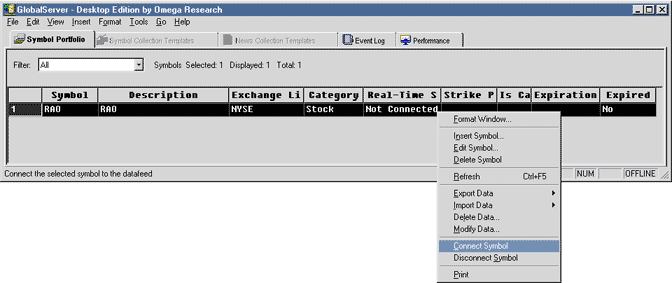 GlobalServer - Desktop Edition by Omega Research
File Edit View Insert Format Tools Go Help
Symbol Portfolio Symbol Collection Templates News Collection Templates Event Log Performance
Filter: All Symbols Selected: 1 Displayed: 1 Total: 1
Symbol Description Exchange Li Category Real-Time S Strike P Is Ca Expiration Expired
1 RAO RAO NYSE Stock Not Connected No
Format Window...
Insert Symbol...
Edit Symbol...
Delete Symbol
Refresh Ctrl+F5
Export Data
Import Data
Delete Data...
Modify Data...
Connect Symbol
Disconnect Symbol
Print
Connect the selected symbol to the datafeed NUM OFFLINE